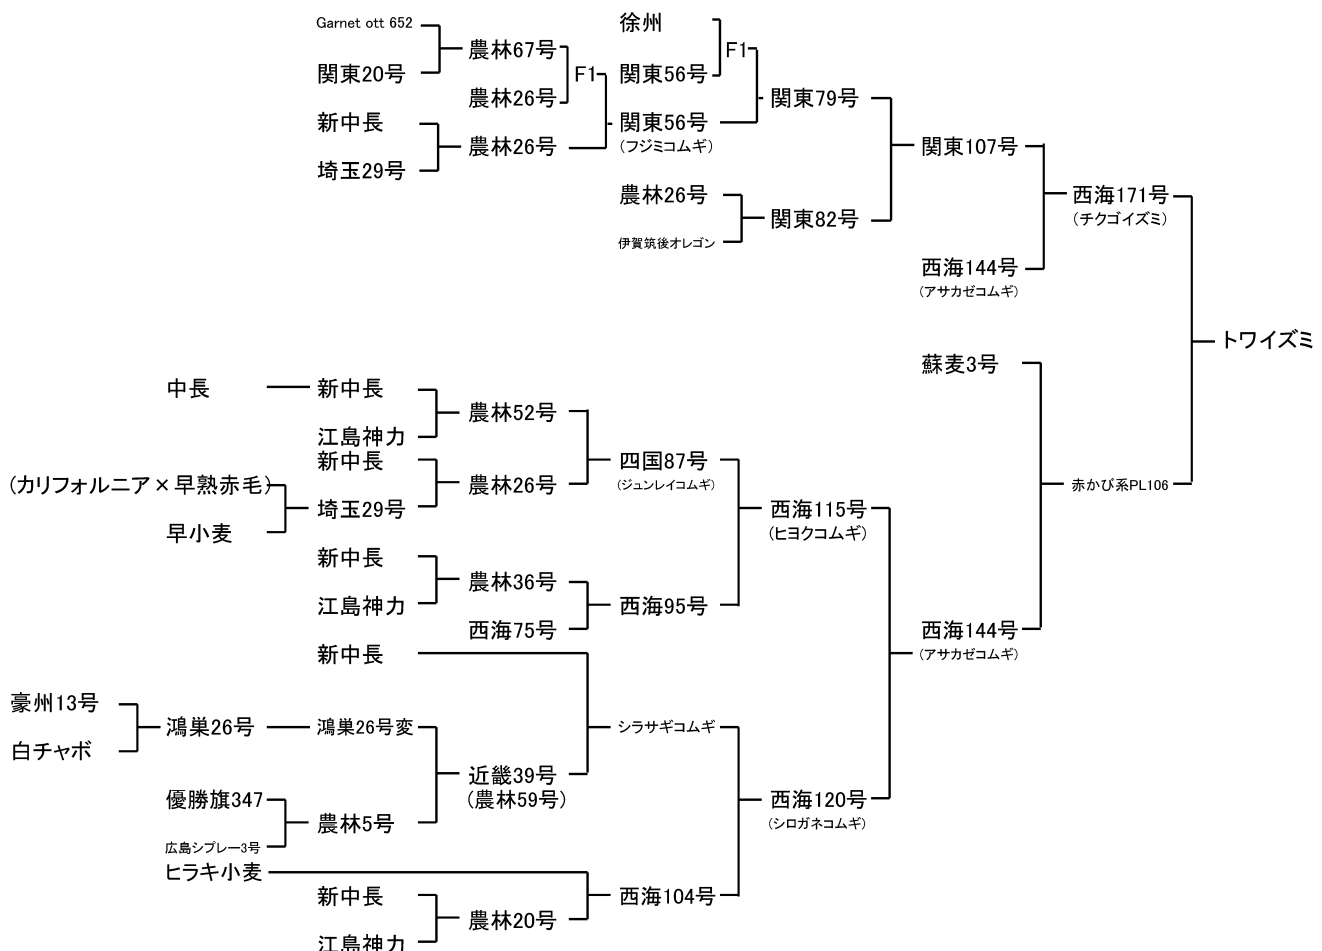 Garnet ott 652
徐州
農林67号
F1
F1
関東20号
関東56号
農林26号
関東79号
新中長
関東56号
(フジミコムギ)
農林26号
関東107号
埼玉29号
農林26号
西海171号
(チクゴイズミ)
関東82号
伊賀筑後オレゴン
西海144号
(アサカゼコムギ)
トワイズミ
蘇麦3号
中長
新中長
農林52号
江島神力
新中長
四国87号
(ジュンレイコムギ)
(カリフォルニア×早熟赤毛)
農林26号
赤かび系PL106
埼玉29号
西海115号
(ヒヨクコムギ)
早小麦
新中長
農林36号
江島神力
西海95号
西海75号
西海144号
(アサカゼコムギ)
新中長
豪州13号
鴻巣26号
鴻巣26号変
シラサギコムギ
白チャボ
近畿39号
(農林59号)
優勝旗347
西海120号
(シロガネコムギ)
農林5号
広島シプレー3号
ヒラキ小麦
新中長
西海104号
農林20号
江島神力